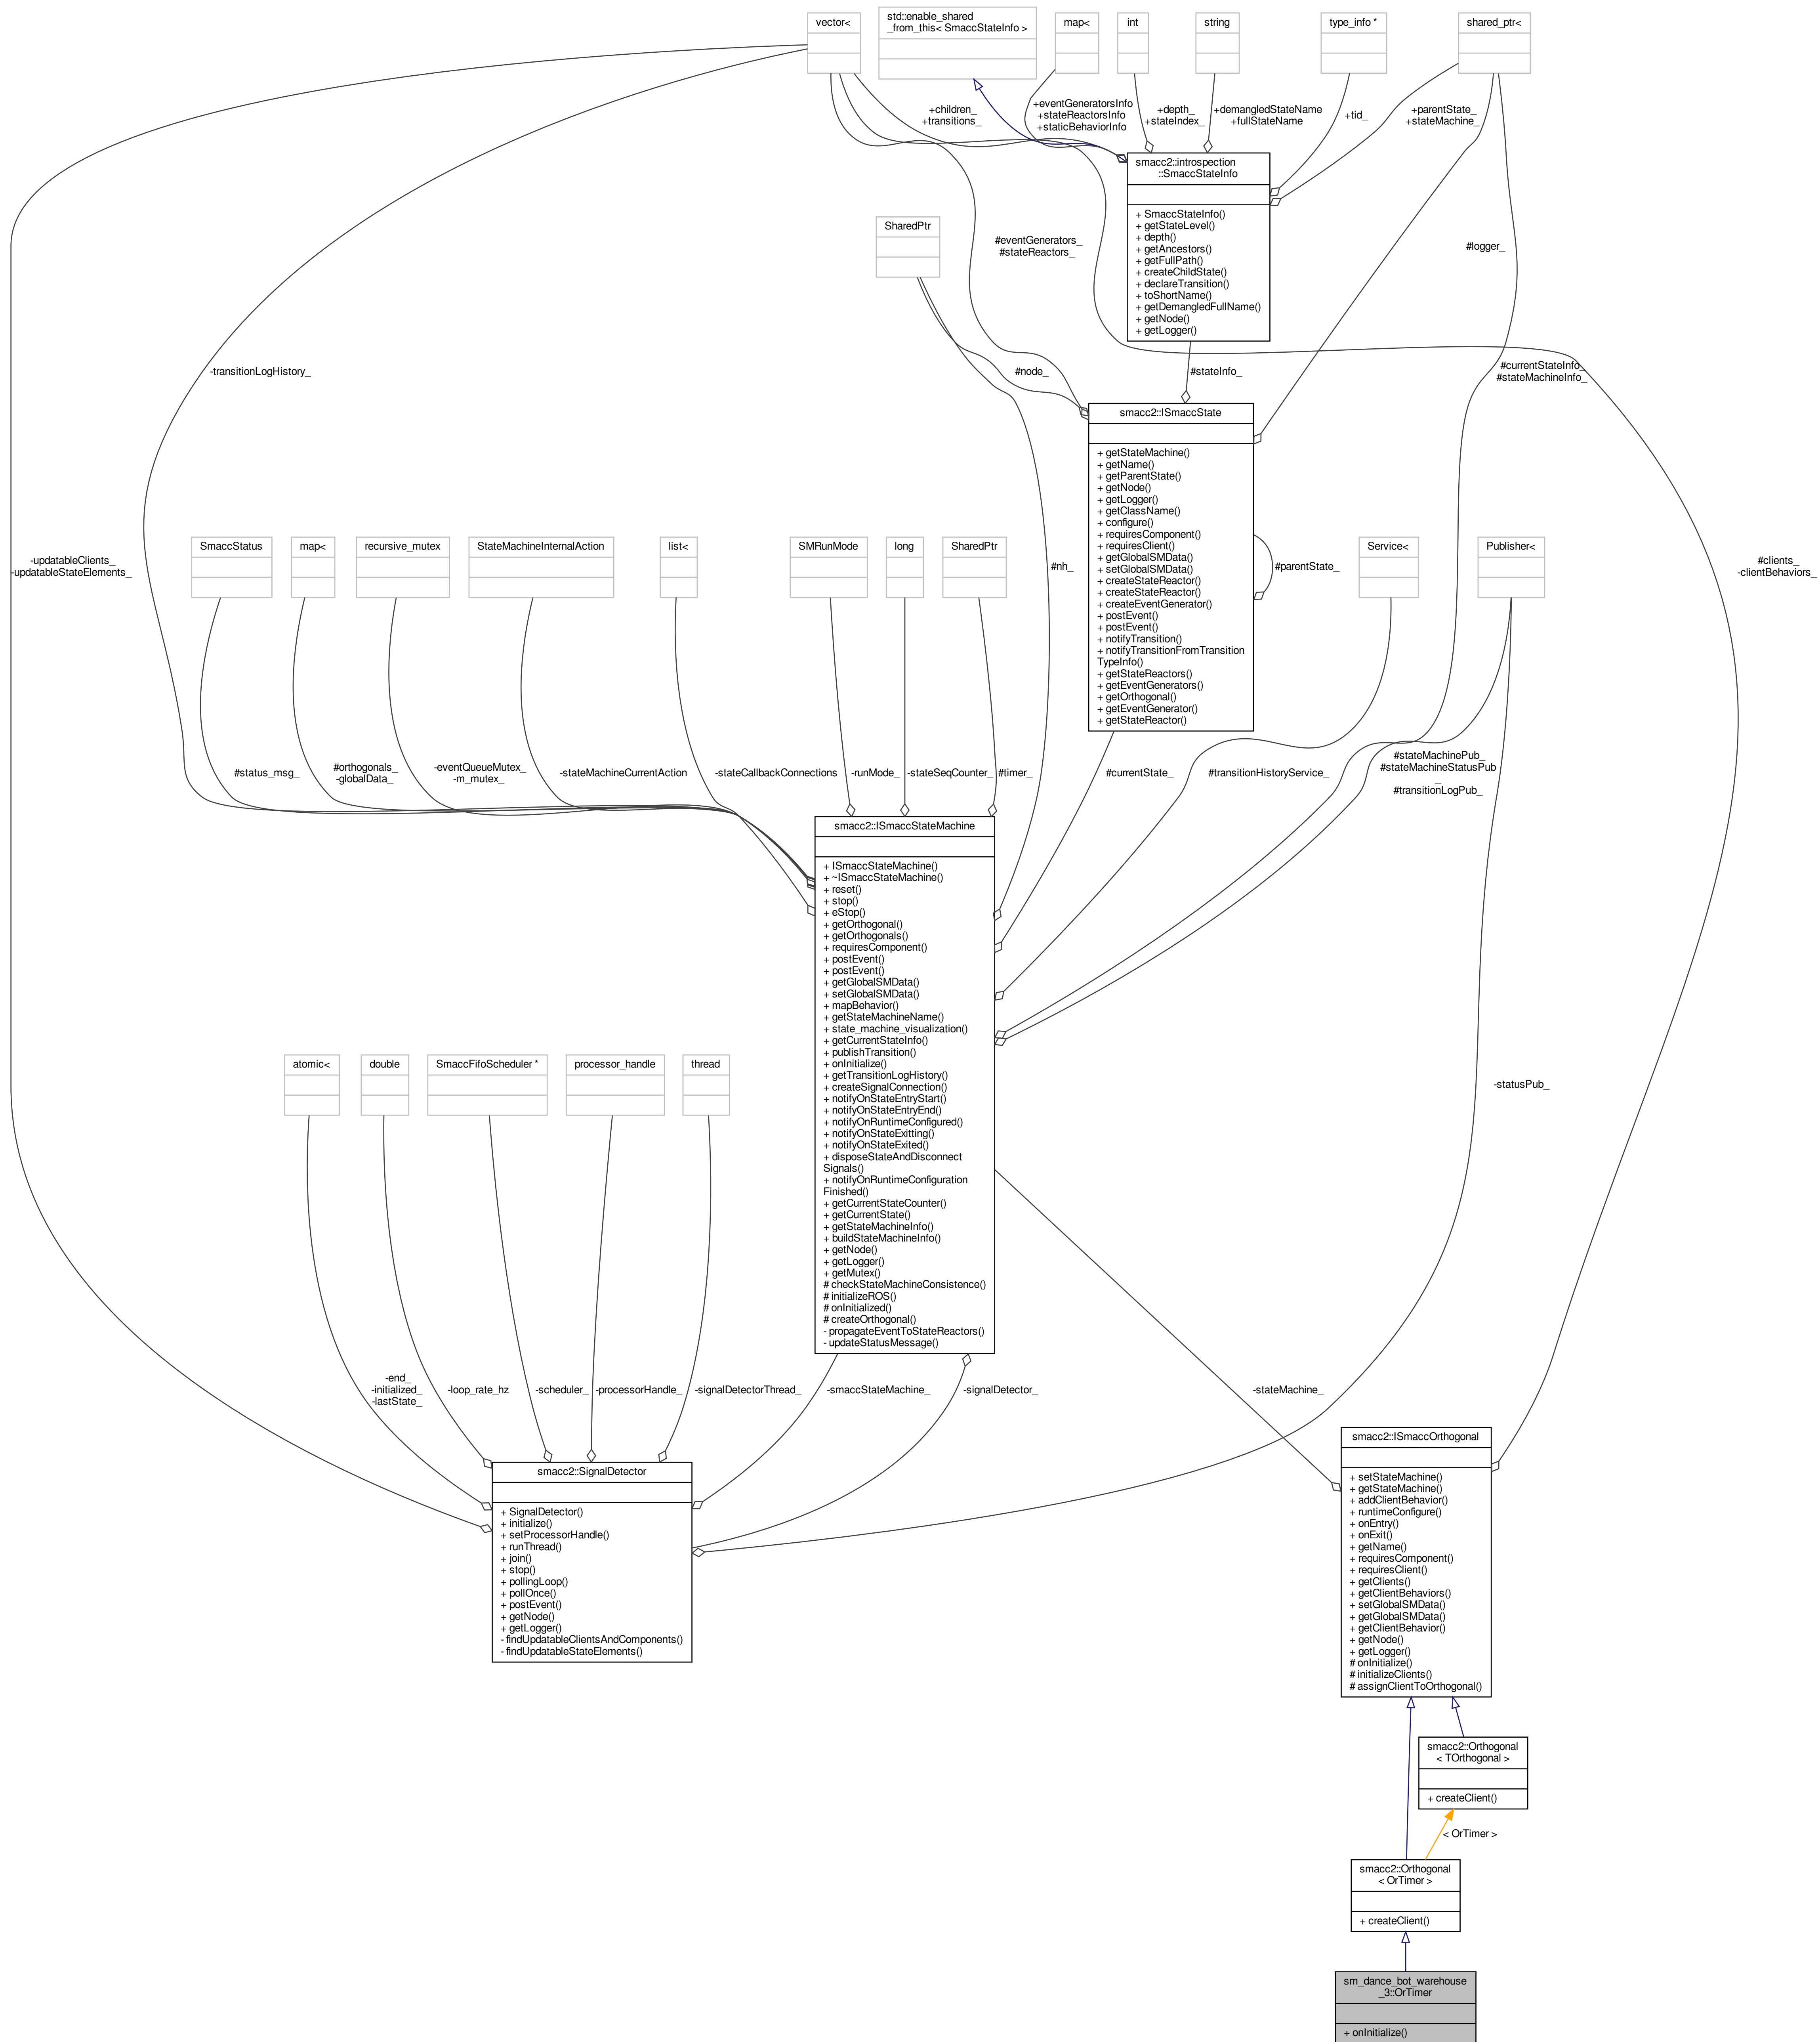 vector<
std::enable_shared
_from_this< SmaccStateInfo >
map<
int
string
type_info *
shared_ptr<
+children_
+transitions_
+eventGeneratorsInfo
+stateReactorsInfo
+staticBehaviorInfo
+depth_
+stateIndex_
+demangledStateName
+fullStateName
+tid_
+parentState_
+stateMachine_
smacc2::introspection
::SmaccStateInfo
+ SmaccStateInfo()
+ getStateLevel()
+ depth()
+ getAncestors()
+ getFullPath()
+ createChildState()
+ declareTransition()
+ toShortName()
+ getDemangledFullName()
+ getNode()
+ getLogger()
SharedPtr
#eventGenerators_
#stateReactors_
#logger_
-transitionLogHistory_
#node_
#stateInfo_
#currentStateInfo_
#stateMachineInfo_
smacc2::ISmaccState
+ getStateMachine()
+ getName()
+ getParentState()
+ getNode()
+ getLogger()
+ getClassName()
+ configure()
+ requiresComponent()
+ requiresClient()
+ getGlobalSMData()
+ setGlobalSMData()
+ createStateReactor()
+ createStateReactor()
+ createEventGenerator()
+ postEvent()
+ postEvent()
+ notifyTransition()
+ notifyTransitionFromTransition
TypeInfo()
+ getStateReactors()
+ getEventGenerators()
+ getOrthogonal()
+ getEventGenerator()
+ getStateReactor()
#parentState_
-updatableClients_
-updatableStateElements_
SmaccStatus
map<
recursive_mutex
StateMachineInternalAction
list<
SMRunMode
long
SharedPtr
#nh_
Service<
Publisher<
#clients_
-clientBehaviors_
#status_msg_
#orthogonals_
-globalData_
-eventQueueMutex_
-m_mutex_
-stateMachineCurrentAction
-stateCallbackConnections
-runMode_
-stateSeqCounter_
#timer_
#currentState_
#transitionHistoryService_
#stateMachinePub_
#stateMachineStatusPub
_
#transitionLogPub_
smacc2::ISmaccStateMachine
+ ISmaccStateMachine()
+ ~ISmaccStateMachine()
+ reset()
+ stop()
+ eStop()
+ getOrthogonal()
+ getOrthogonals()
+ requiresComponent()
+ postEvent()
+ postEvent()
+ getGlobalSMData()
+ setGlobalSMData()
+ mapBehavior()
+ getStateMachineName()
+ state_machine_visualization()
+ getCurrentStateInfo()
+ publishTransition()
+ onInitialize()
+ getTransitionLogHistory()
+ createSignalConnection()
+ notifyOnStateEntryStart()
+ notifyOnStateEntryEnd()
+ notifyOnRuntimeConfigured()
+ notifyOnStateExitting()
+ notifyOnStateExited()
+ disposeStateAndDisconnect
Signals()
+ notifyOnRuntimeConfiguration
Finished()
+ getCurrentStateCounter()
+ getCurrentState()
+ getStateMachineInfo()
+ buildStateMachineInfo()
+ getNode()
+ getLogger()
+ getMutex()
# checkStateMachineConsistence()
# initializeROS()
# onInitialized()
# createOrthogonal()
- propagateEventToStateReactors()
- updateStatusMessage()
atomic<
double
SmaccFifoScheduler *
processor_handle
thread
-statusPub_
-end_
-initialized_
-lastState_
-loop_rate_hz
-scheduler_
-processorHandle_
-signalDetectorThread_
-smaccStateMachine_
-signalDetector_
-stateMachine_
smacc2::SignalDetector
+ SignalDetector()
+ initialize()
+ setProcessorHandle()
+ runThread()
+ join()
+ stop()
+ pollingLoop()
+ pollOnce()
+ postEvent()
+ getNode()
+ getLogger()
- findUpdatableClientsAndComponents()
- findUpdatableStateElements()
smacc2::ISmaccOrthogonal
+ setStateMachine()
+ getStateMachine()
+ addClientBehavior()
+ runtimeConfigure()
+ onEntry()
+ onExit()
+ getName()
+ requiresComponent()
+ requiresClient()
+ getClients()
+ getClientBehaviors()
+ setGlobalSMData()
+ getGlobalSMData()
+ getClientBehavior()
+ getNode()
+ getLogger()
# onInitialize()
# initializeClients()
# assignClientToOrthogonal()
smacc2::Orthogonal
< TOrthogonal >
+ createClient()
< OrTimer >
smacc2::Orthogonal
< OrTimer >
+ createClient()
sm_dance_bot_warehouse
_3::OrTimer
+ onInitialize()